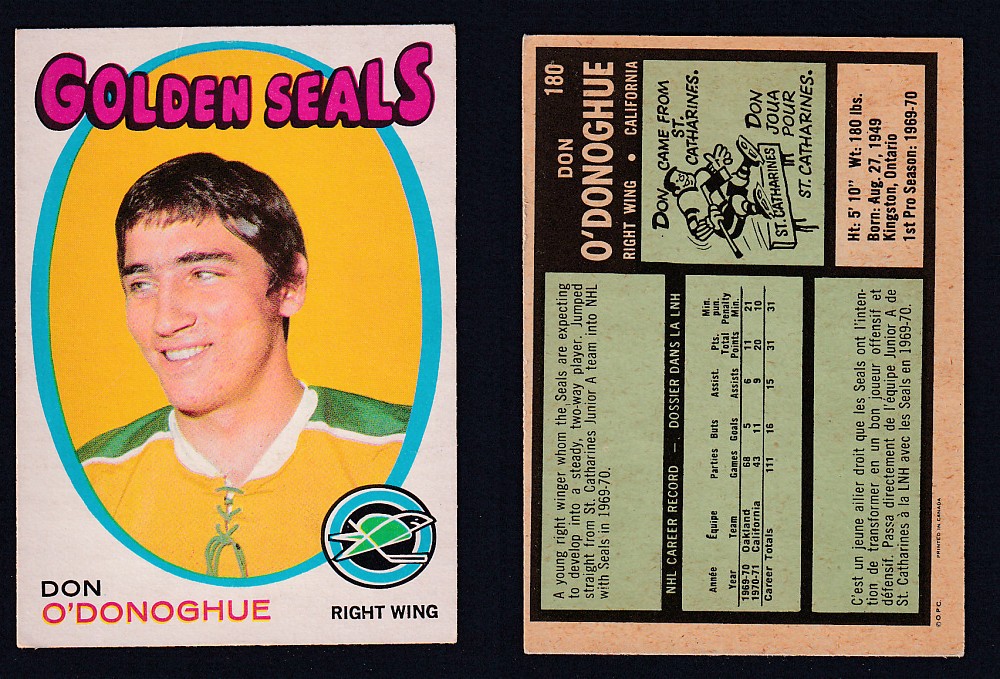 GOLDEN SEALS
DON
O'DONOGHUE
RIGHT WING
180
DON
O'DONOGHUE
RIGHT WING • CALIFORNIA
DON CAME FROM
ST.
CATHARINES.
DON
JOUA
POUR
ST. CATHARINES.
ST. CATHARINES
Ht: 5' 10" Wt: 180 lbs.
Born: Aug. 27, 1949
Kingston, Ontario
1st Pro Season: 1969-70
A young right winger whom the Seals are expecting
to develop into a steady, two-way player. Jumped
straight from St. Catharines Junior A team into NHL
with Seals in 1969-70.
NHL CAREER RECORD — DOSSIER DANS LA LNH
Année Équipe Parties Buts Assist. Pts. Min. pun.
Year Team Games Goals Assists Total Points Penalty Min.
1969-70 Oakland 68 5 6 11 21
1970-71 California 43 11 9 20 10
Career Totals 111 16 15 31 31
C'est un jeune ailier droit que les Seals ont l'inten-
tion de transformer en un bon joueur offensif et
défensif. Passa directement de l'équipe Junior A de
St. Catharines à la LNH avec les Seals en 1969-70.
© O.P.C. PRINTED IN CANADA